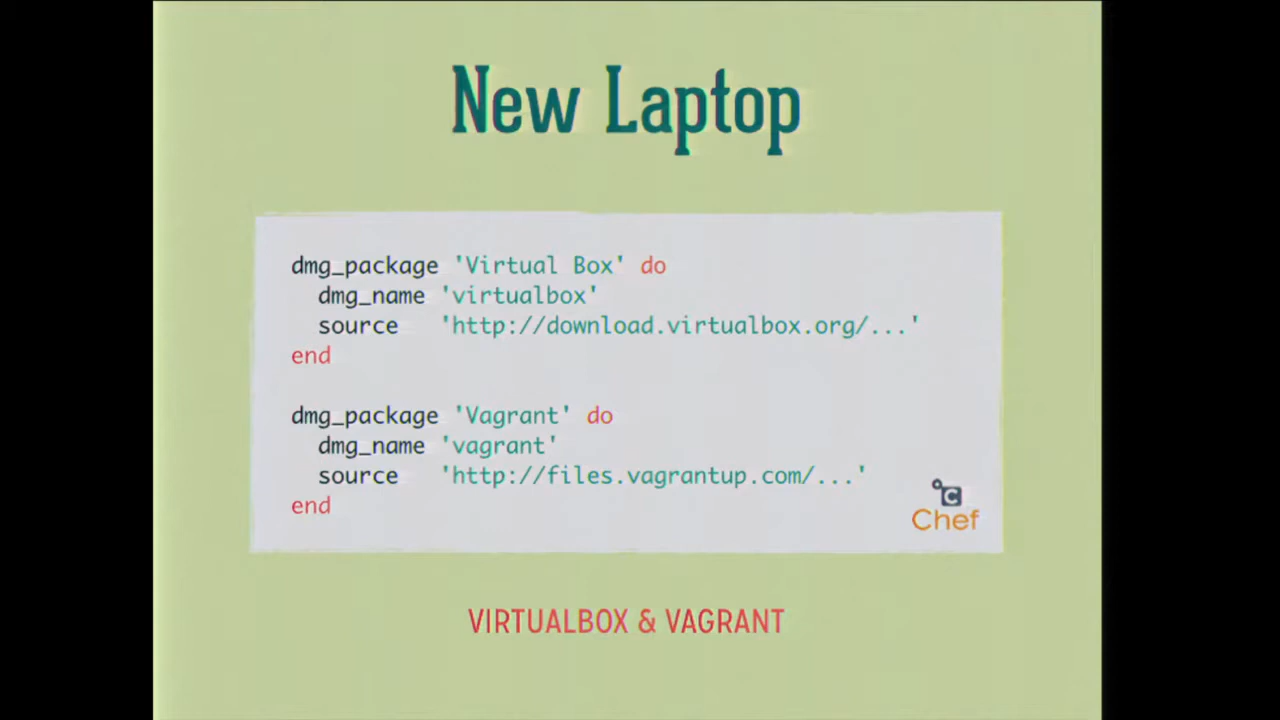 New Laptop
dmg_package 'Virtual Box' do
  dmg_name 'virtualbox'
  source   'http://download.virtualbox.org/...'
end
dmg_package 'Vagrant' do
  dmg_name 'vagrant'
  source   'http://files.vagrantup.com/...'
end
C
Chef
VIRTUALBOX & VAGRANT